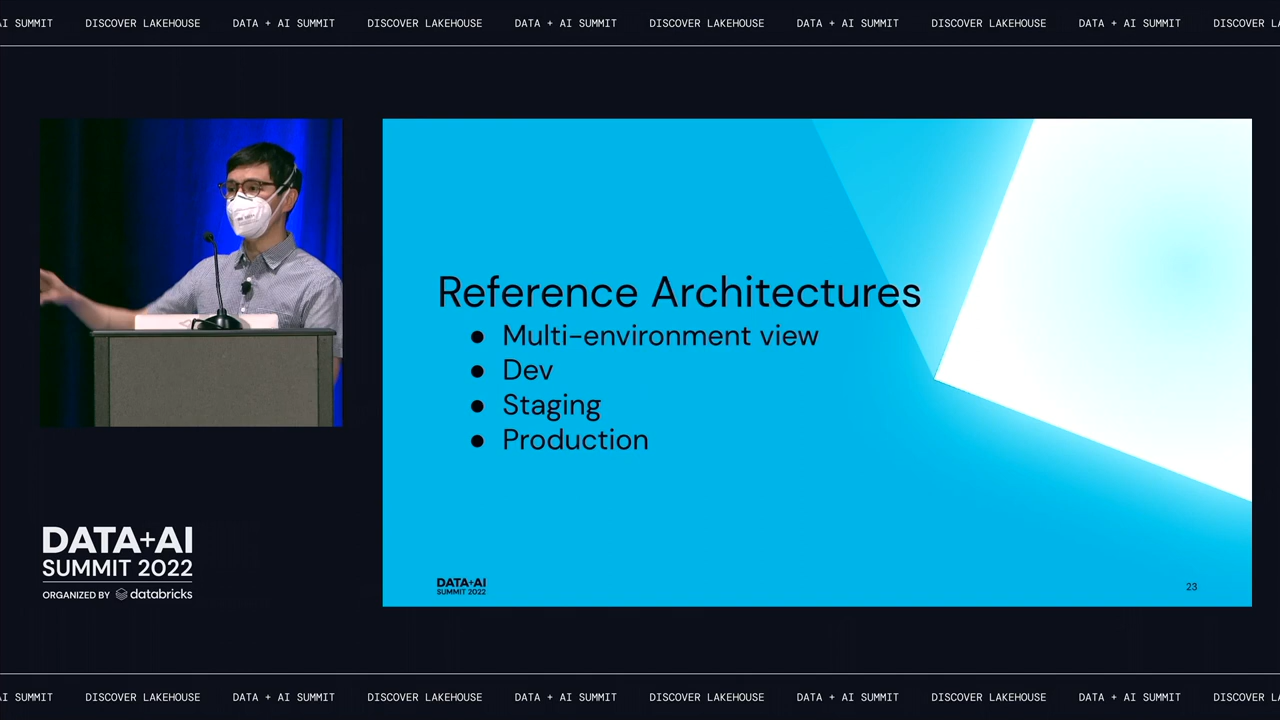 AI SUMMIT DISCOVER LAKEHOUSE DATA + AI SUMMIT DISCOVER LAKEHOUSE DATA + AI SUMMIT DISCOVER LAKEHOUSE DATA + AI SUMMIT DISCOVER LAKEHOUSE DATA + AI SUMMIT DISCOVER
Reference Architectures
● Multi-environment view
● Dev
● Staging
● Production
DATA+AI
SUMMIT 2022
23
DATA+AI
SUMMIT 2022
ORGANIZED BY databricks
AI SUMMIT DISCOVER LAKEHOUSE DATA + AI SUMMIT DISCOVER LAKEHOUSE DATA + AI SUMMIT DISCOVER LAKEHOUSE DATA + AI SUMMIT DISCOVER LAKEHOUSE DATA + AI SUMMIT DISCOVER